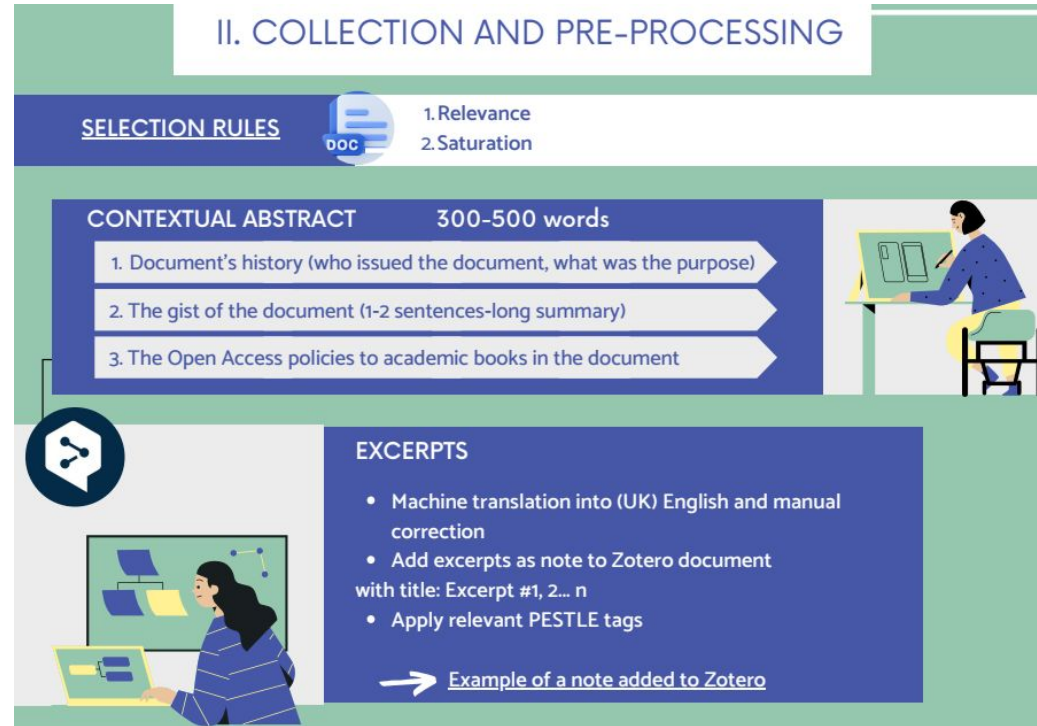 II. COLLECTION AND PRE-PROCESSING
SELECTION RULES
DOC
1. Relevance
2. Saturation
CONTEXTUAL ABSTRACT 300-500 words
1. Document's history (who issued the document, what was the purpose)
2. The gist of the document (1-2 sentences-long summary)
3. The Open Access policies to academic books in the document
EXCERPTS
• Machine translation into (UK) English and manual
correction
• Add excerpts as note to Zotero document
with title: Excerpt #1, 2... n
• Apply relevant PESTLE tags
Example of a note added to Zotero